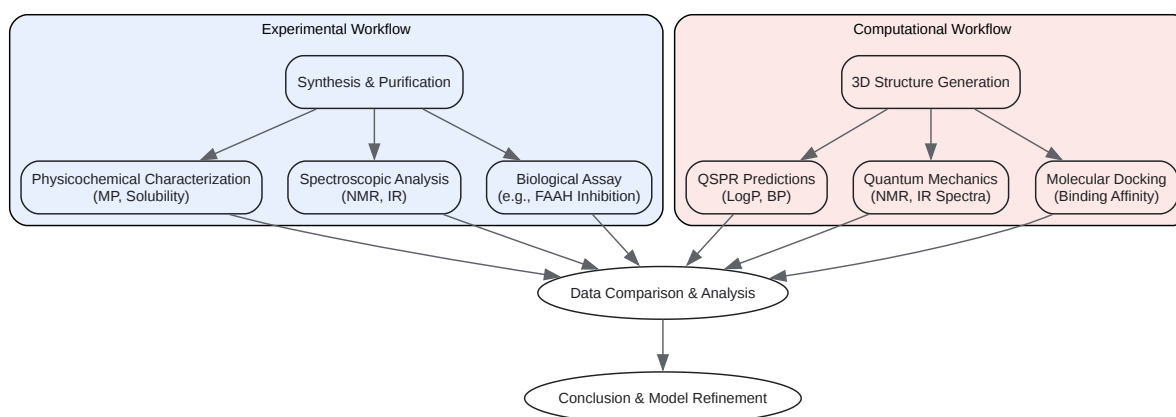 Experimental Workflow
Computational Workflow
Synthesis & Purification
3D Structure Generation
Physicochemical Characterization
(MP, Solubility)
Spectroscopic Analysis
(NMR, IR)
Biological Assay
(e.g., FAAH Inhibition)
QSPR Predictions
(LogP, BP)
Quantum Mechanics
(NMR, IR Spectra)
Molecular Docking
(Binding Affinity)
Data Comparison & Analysis
Conclusion & Model Refinement